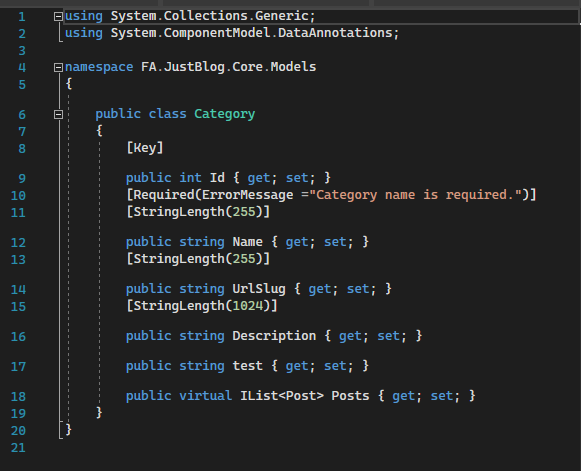 1 using System.Collections.Generic;
2 using System.ComponentModel.DataAnnotations;
3
4 namespace FA.JustBlog.Core.Models
5 {
6 public class Category
7 {
8 [Key]
9 public int Id { get; set; }
10 [Required(ErrorMessage ="Category name is required.")]
11 [StringLength(255)]
12 public string Name { get; set; }
13 [StringLength(255)]
14 public string UrlSlug { get; set; }
15 [StringLength(1024)]
16 public string Description { get; set; }
17 public string test { get; set; }
18 public virtual IList<Post> Posts { get; set; }
19 }
20 }
21